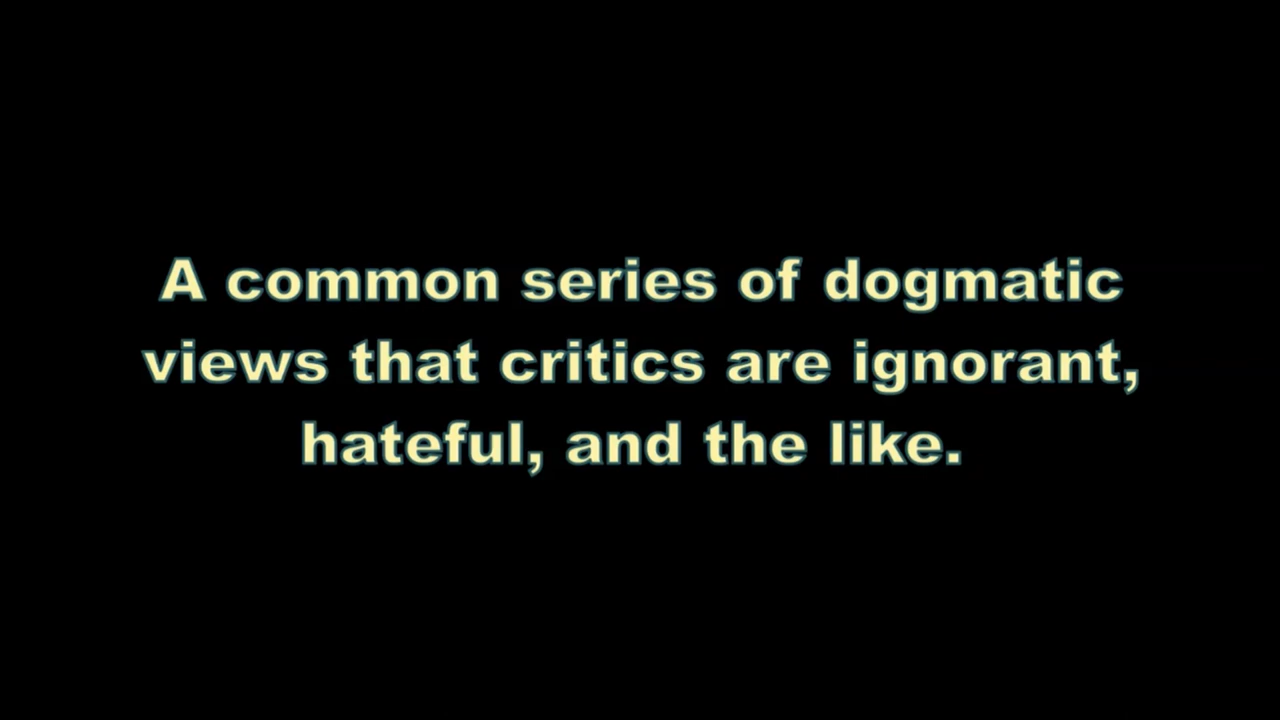 A common series of dogmatic
views that critics are ignorant,
hateful, and the like.